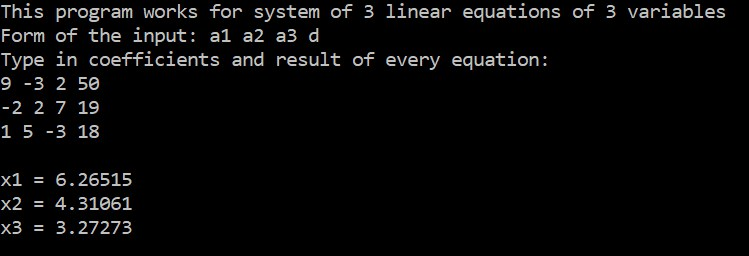 This program works for system of 3 linear equations of 3 variables
Form of the input: a1 a2 a3 d
Type in coefficients and result of every equation:
9 -3 2 50
-2 2 7 19
1 5 -3 18
x1 = 6.26515
x2 = 4.31061
x3 = 3.27273